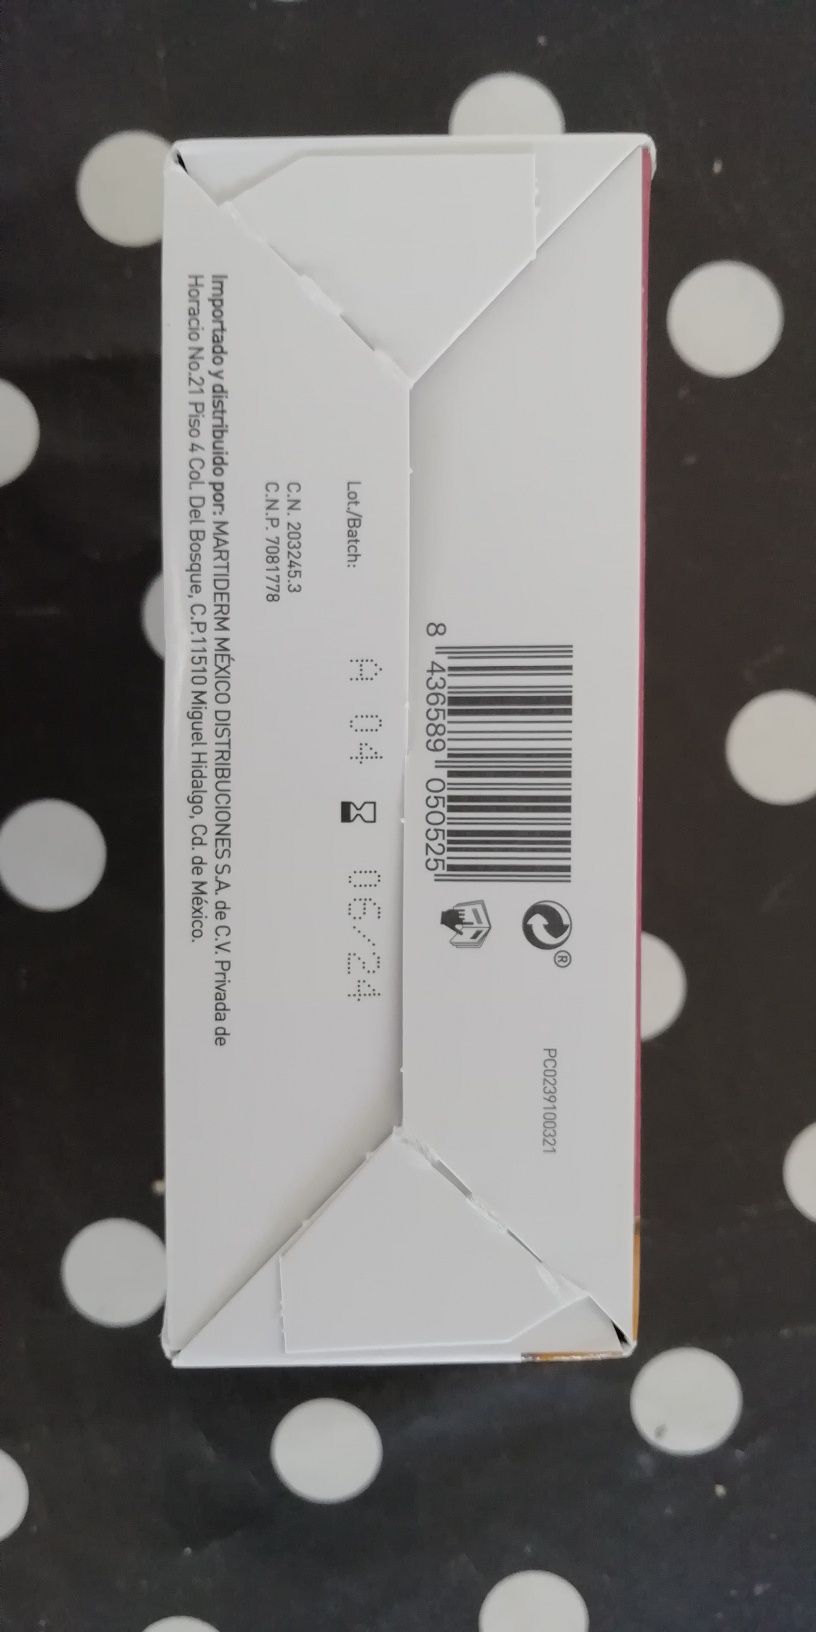 PC0239100321
®
8 436589 050525
Lot./Batch: A 04 06/24
C.N. 203245.3
C.N.P. 7081778
Importado y distribuido por: MARTIDERM MÉXICO DISTRIBUCIONES S.A. de C.V. Privada de
Horacio No.21 Piso 4 Col. Del Bosque, C.P.11510 Miguel Hidalgo, Cd. de México.